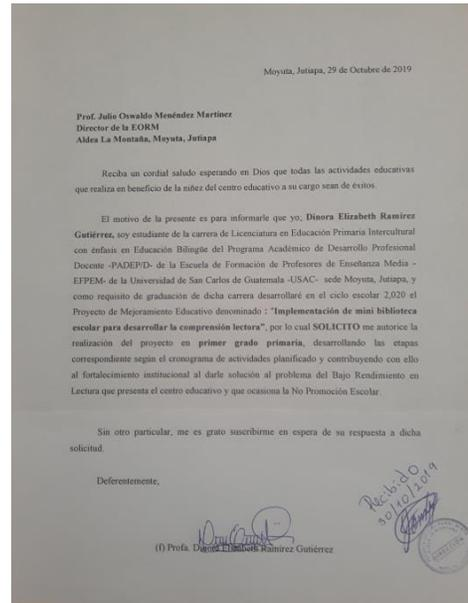 Moyuta, Jutiapa, 29 de Octubre de 2019
Prof. Julio Oswaldo Menéndez Martínez
Director de la EORM
Aldea La Montaña, Moyuta, Jutiapa
Reciba un cordial saludo esperando en Dios que todas las actividades educativas
que realiza en beneficio de la niñez del centro educativo a su cargo sean de éxitos.
El motivo de la presente es para informarle que yo; Dinora Elizabeth Ramírez
Gutiérrez, soy estudiante de la carrera de Licenciatura en Educación Primaria Intercultural
con énfasis en Educación Bilingüe del Programa Académico de Desarrollo Profesional
Docente -PADEP/D- de la Escuela de Formación de Profesores de Enseñanza Media -
EFPEM- de la Universidad de San Carlos de Guatemala -USAC- sede Moyuta, Jutiapa, y
como requisito de graduación de dicha carrera desarrollaré en el ciclo escolar 2,020 el
Proyecto de Mejoramiento Educativo denominado : "Implementación de mini biblioteca
escolar para desarrollar la comprensión lectora", por lo cual SOLICITO me autorice la
realización del proyecto en primer grado primaria, desarrollando las etapas
correspondiente según el cronograma de actividades planificado y contribuyendo con ello
al fortalecimiento institucional al darle solución al problema del Bajo Rendimiento en
Lectura que presenta el centro educativo y que ocasiona la No Promoción Escolar.
Sin otro particular, me es grato suscribirme en espera de su respuesta a dicha
solicitud.
Deferentemente,
Recibido
30/10/2019
(f) Profa. Dinora Elizabeth Ramírez Gutiérrez
DIRECCIÓN